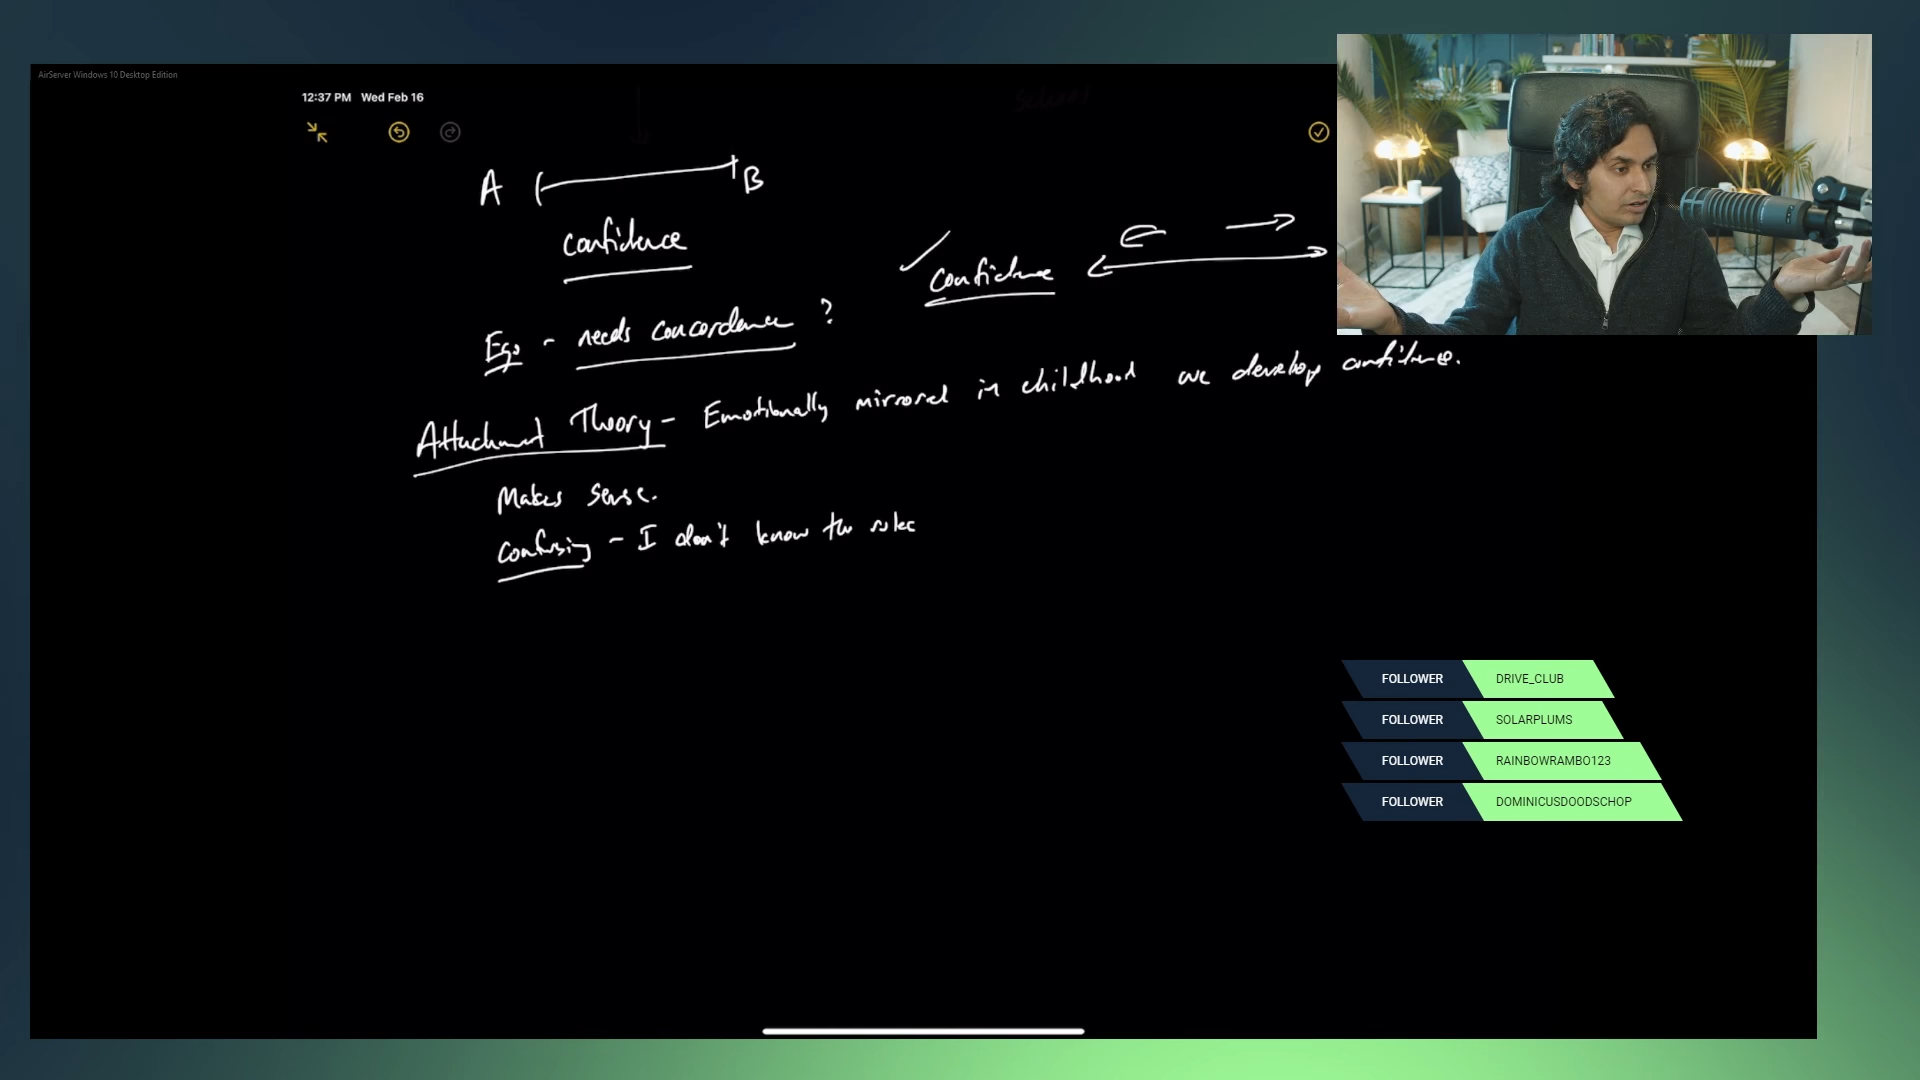 AirServer Windows 10 Desktop Edition
12:37 PM Wed Feb 16
A B
confidence
confidence
Ego - needs concordance ?
Attachment Theory - Emotionally mirrored in childhood we develop confidence.
Makes sense.
Confusing - I don't know the rules
FOLLOWER DRIVE_CLUB
FOLLOWER SOLARPLUMS
FOLLOWER RAINBOWRAMBO123
FOLLOWER DOMINICUSDOODSCHOP